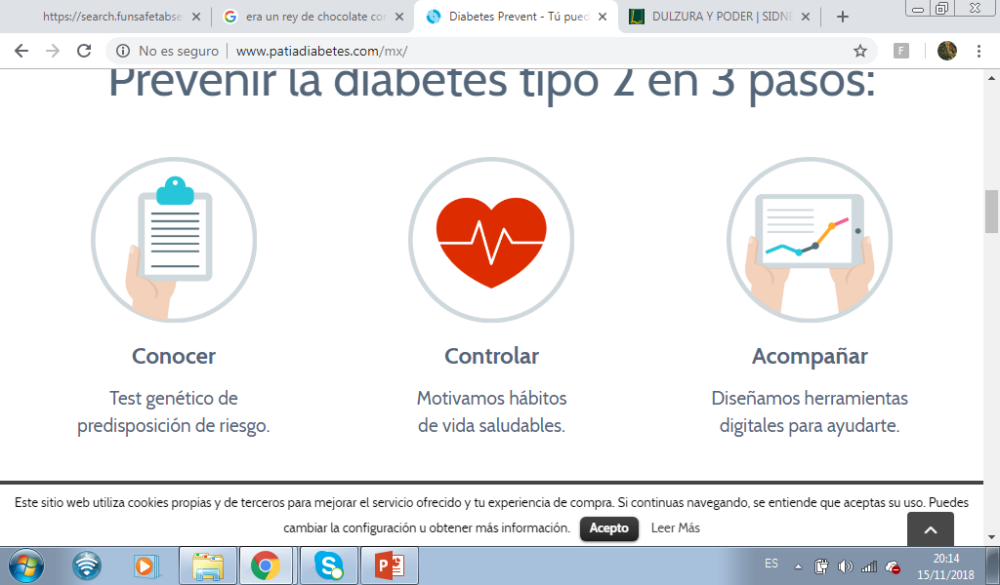 https://search.funsafetabse
era un rey de chocolate con
Diabetes Prevent - Tú pued
DULZURA Y PODER | SIDNE
No es seguro
www.patiadiabetes.com/mx/
F
Prevenir la diabetes tipo 2 en 3 pasos:
Conocer
Controlar
Acompañar
Test genético de
predisposición de riesgo.
Motivamos hábitos
de vida saludables.
Diseñamos herramientas
digitales para ayudarte.
Este sitio web utiliza cookies propias y de terceros para mejorar el servicio ofrecido y tu experiencia de compra. Si continuas navegando, se entiende que aceptas su uso. Puedes
cambiar la configuración u obtener más información.
Acepto
Leer Más
ES
20:14
15/11/2018